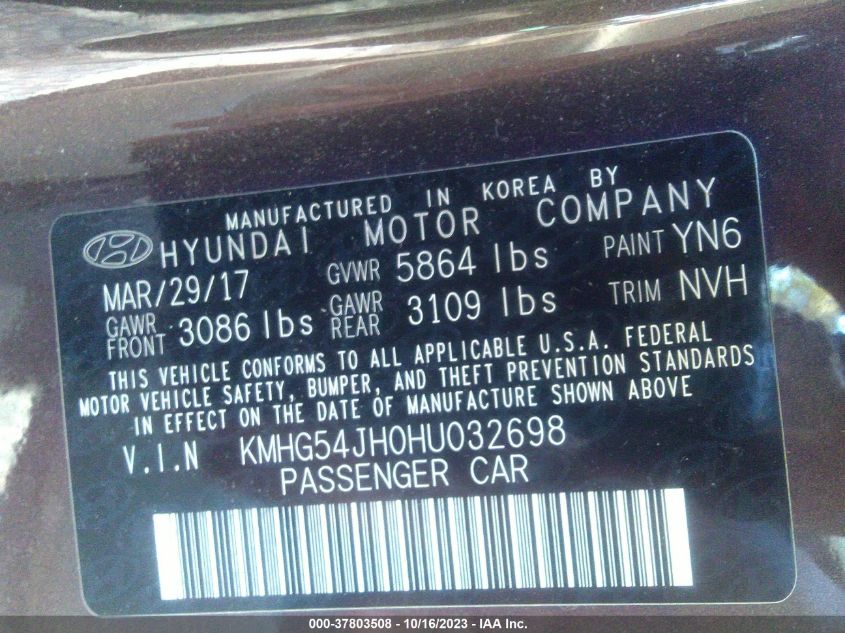 MANUFACTURED IN KOREA BY
HYUNDAI MOTOR COMPANY
MAR/29/17 GVWR 5864 lbs PAINT YN6
GAWR FRONT 3086 lbs GAWR REAR 3109 lbs TRIM NVH
THIS VEHICLE CONFORMS TO ALL APPLICABLE U.S.A. FEDERAL
MOTOR VEHICLE SAFETY, BUMPER, AND THEFT PREVENTION STANDARDS
IN EFFECT ON THE DATE OF MANUFACTURE SHOWN ABOVE
V.I.N KMHG54JH0HU032698
PASSENGER CAR
000-37803508 - 10/16/2023 - IAA Inc.